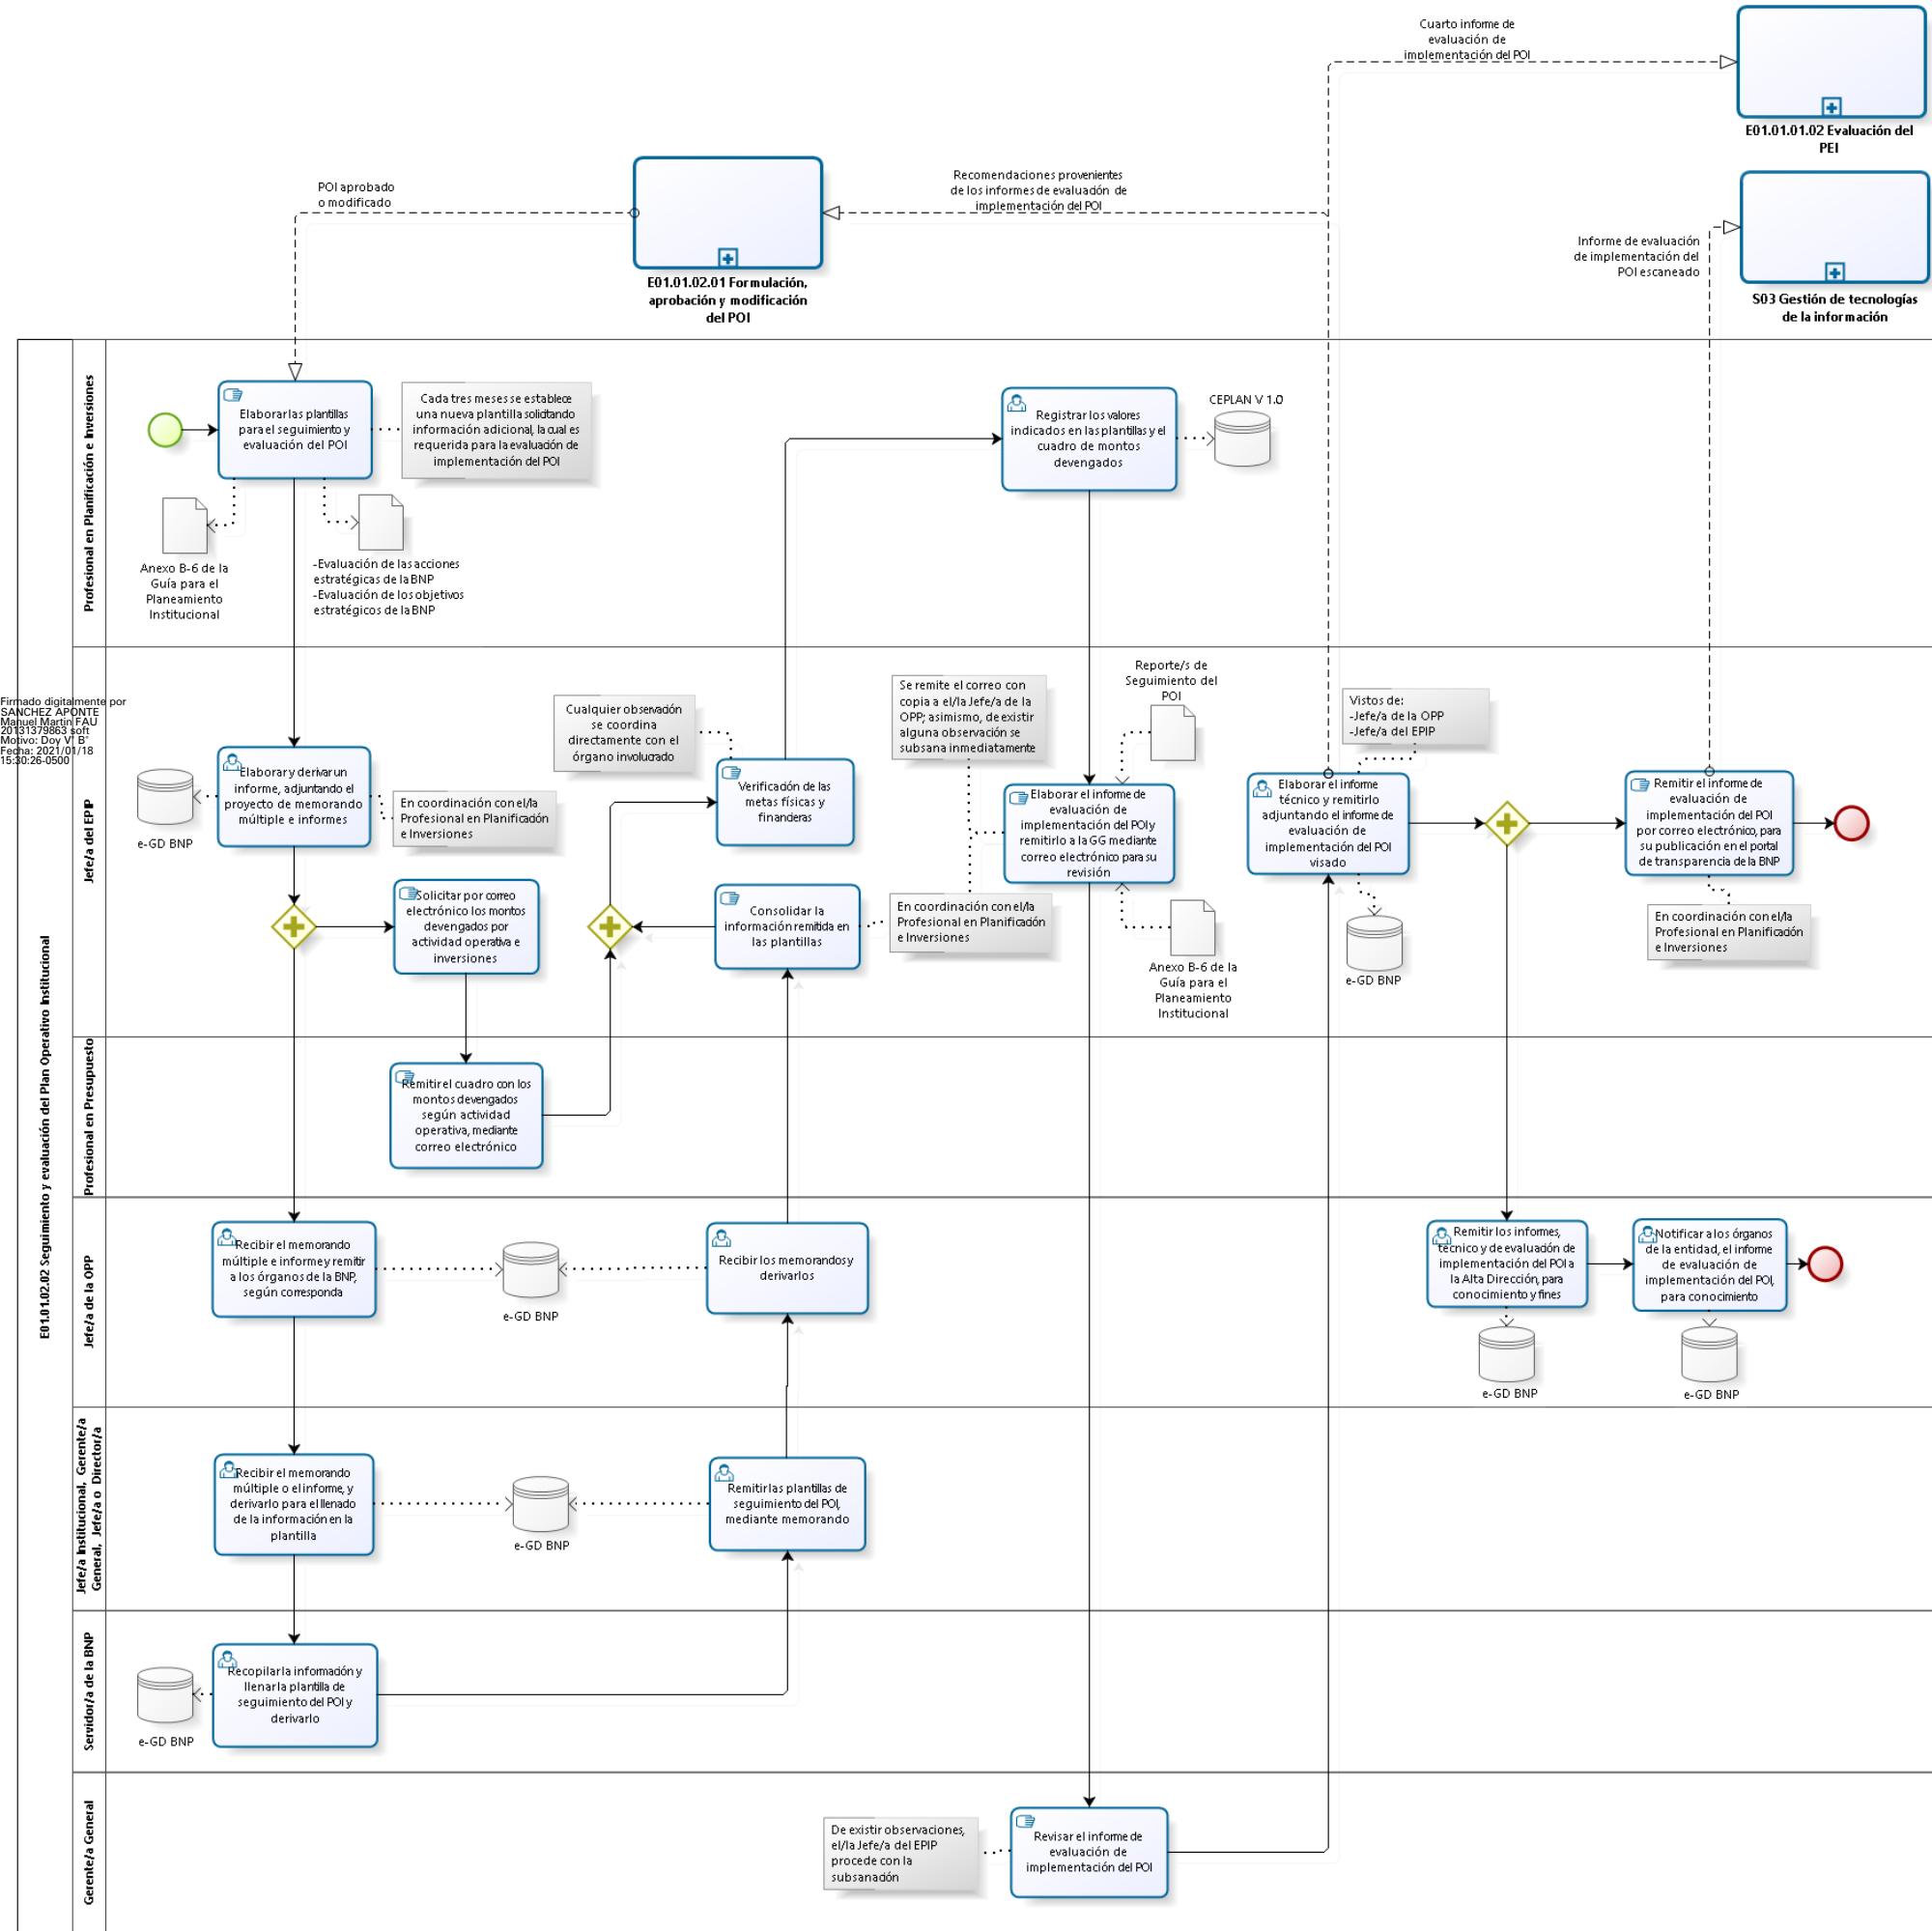 Cuarto informe de
evaluación de
implementación del POI
E01.01.01.02 Evaluación del
PEI
POI aprobado
o modificado
Recomendaciones provenientes
de los informes de evaluación de
implementación del POI
E01.01.02.01 Formulación,
aprobación y modificación
del POI
Informe de evaluación
de implementación del
POI escaneado
S03 Gestión de tecnologías
de la información
E01.01.02.02 Seguimiento y evaluación del Plan Operativo Institucional
Profesional en Planificación e Inversiones
Elaborar las plantillas
para el seguimiento y
evaluación del POI
Cada tres meses se establece
una nueva plantilla solicitando
información adicional, la cual es
requerida para la evaluación de
implementación del POI
Anexo B-6 de la
Guía para el
Planeamiento
Institucional
-Evaluación de las acciones
estratégicas de la BNP
-Evaluación de los objetivos
estratégicos de la BNP
Registrar los valores
indicados en las plantillas y el
cuadro de montos
devengados
CEPLAN V 1.0
Firmado digitalmente por
SANCHEZ APONTE
Manuel Martin FAU
20131379863 soft
Motivo: Doy V° B°
Fecha: 2021/01/18
15:30:26-0500
Jefe/a del EPIP
e-GD BNP
Elaborar y derivar un
informe, adjuntando el
proyecto de memorando
múltiple e informes
En coordinación con el/la
Profesional en Planificación
e Inversiones
Solicitar por correo
electrónico los montos
devengados por
actividad operativa e
inversiones
Cualquier observación
se coordina
directamente con el
órgano involucrado
Verificación de las
metas físicas y
financieras
Consolidar la
información remitida en
las plantillas
Se remite el correo con
copia a el/la Jefe/a de la
OPP; asimismo, de existir
alguna observación se
subsana inmediatamente
En coordinación con el/la
Profesional en Planificación
e Inversiones
Reporte/s de
Seguimiento del
POI
Elaborar el informe de
evaluación de
implementación del POI y
remitirlo a la GG mediante
correo electrónico para su
revisión
Anexo B-6 de la
Guía para el
Planeamiento
Institucional
Vistos de:
-Jefe/a de la OPP
-Jefe/a del EPIP
Elaborar el informe
técnico y remitirlo
adjuntando el informe de
evaluación de
implementación del POI
visado
e-GD BNP
Remitir el informe de
evaluación de
implementación del POI
por correo electrónico, para
su publicación en el portal
de transparencia de la BNP
En coordinación con el/la
Profesional en Planificación
e Inversiones
Profesional en Presupuesto
Remitir el cuadro con los
montos devengados
según actividad
operativa, mediante
correo electrónico
Jefe/a de la OPP
Recibir el memorando
múltiple e informe y remitir
a los órganos de la BNP,
según corresponda
e-GD BNP
Recibir los memorandos y
derivarlos
Remitir los informes,
técnico y de evaluación de
implementación del POI a
la Alta Dirección, para
conocimiento y fines
e-GD BNP
Notificar a los órganos
de la entidad, el informe
de evaluación de
implementación del POI,
para conocimiento
e-GD BNP
Jefe/a Institucional, Gerente/a
General, Jefe/a o Director/a
Recibir el memorando
múltiple o el informe, y
derivarlo para el llenado
de la información en la
plantilla
e-GD BNP
Remitir las plantillas de
seguimiento del POI,
mediante memorando
Servidor/a de la BNP
e-GD BNP
Recopilar la información y
llenar la plantilla de
seguimiento del POI y
derivarlo
Gerente/a General
De existir observaciones,
el/la Jefe/a del EPIP
procede con la
subsanación
Revisar el informe de
evaluación de
implementación del POI